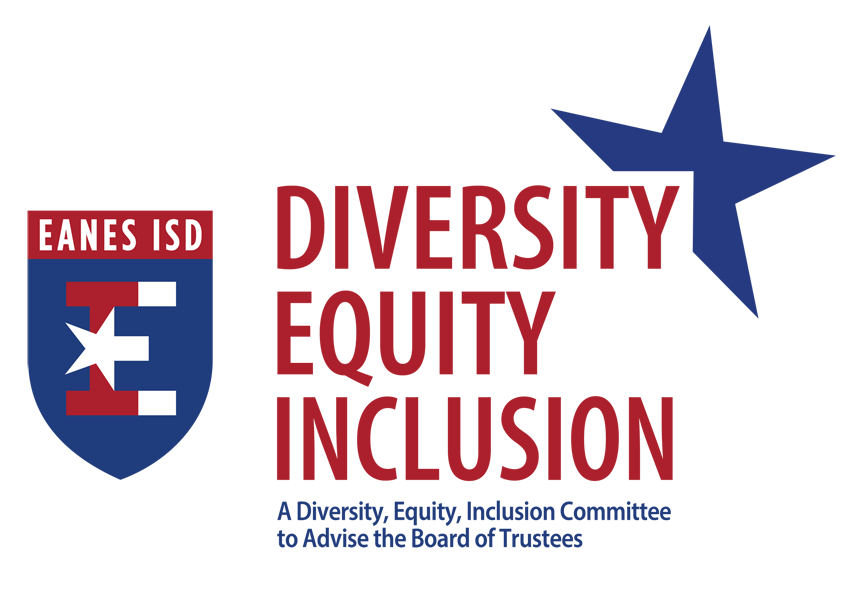 EANES ISD
E
DIVERSITY
EQUITY
INCLUSION
A Diversity, Equity, Inclusion Committee
to Advise the Board of Trustees